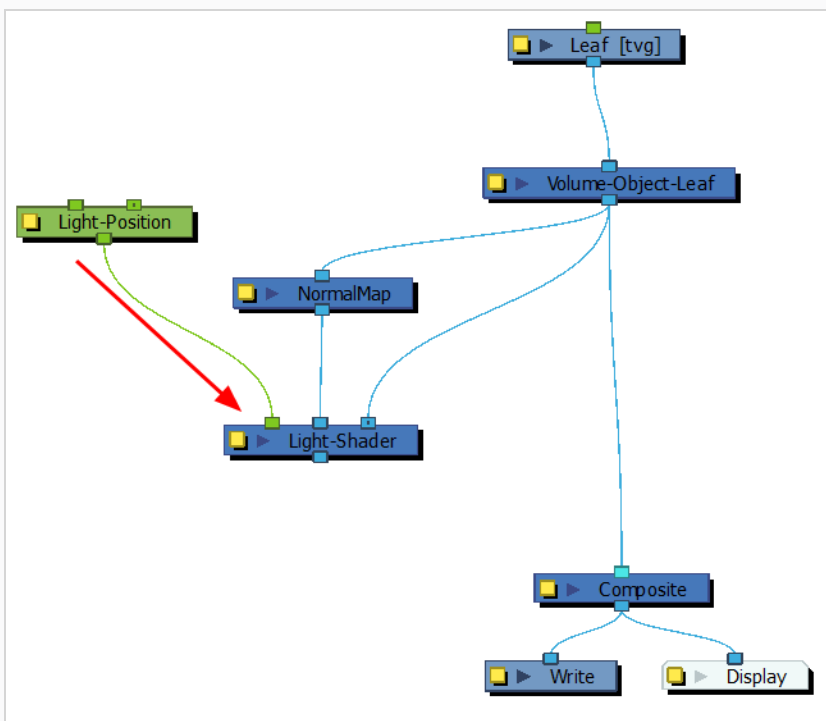 Leaf [tvg]
Volume-Object-Leaf
Light-Position
NormalMap
Light-Shader
Composite
Write
Display